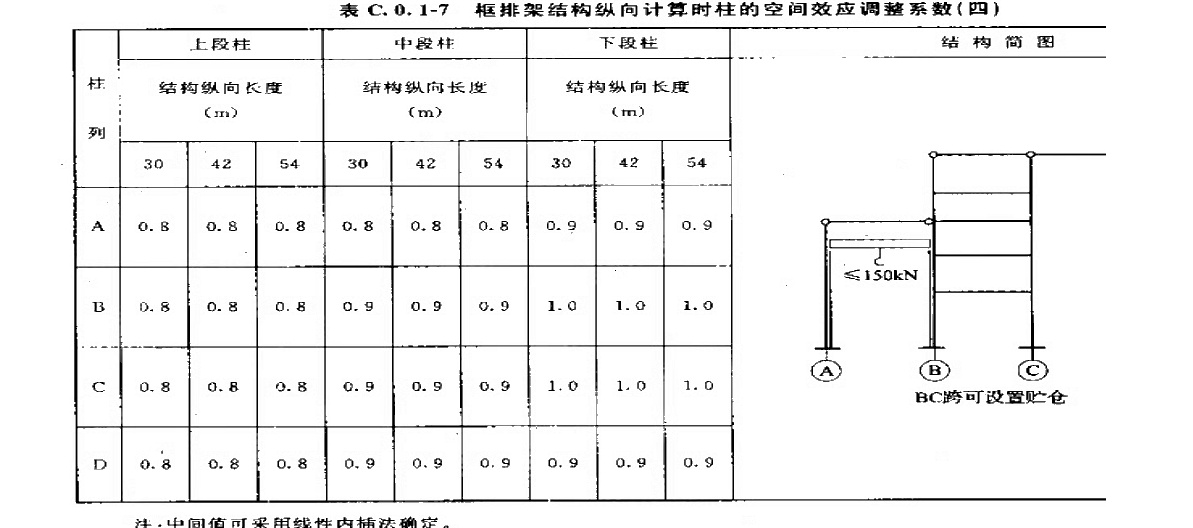 表 C.0.1-7 框排架结构纵向计算时柱的空间效应调整系数(四)
柱列 上段柱 中段柱 下段柱 结构简图
结构纵向长度(m) 结构纵向长度(m) 结构纵向长度(m)
30 42 54 30 42 54 30 42 54
A 0.8 0.8 0.8 0.8 0.8 0.8 0.9 0.9 0.9
B 0.8 0.8 0.8 0.9 0.9 0.9 1.0 1.0 1.0
C 0.8 0.8 0.8 0.9 0.9 0.9 1.0 1.0 1.0
D 0.8 0.8 0.8 0.9 0.9 0.9 0.9 0.9 0.9
≤150kN
A B C
BC跨可设置贮仓
注:中间值可采用线性内插法确定。